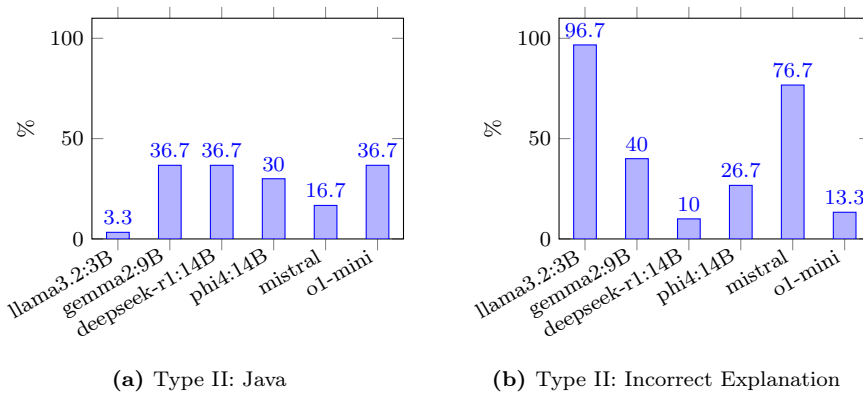 100
50
0
%
3.3
36.7
36.7
30
16.7
36.7
llama3.2:3B
gemma2:9B
deepseek-r1:14B
phi4:14B
mistral
o1-mini
(a) Type II: Java
100
50
0
%
96.7
40
10
26.7
76.7
13.3
llama3.2:3B
gemma2:9B
deepseek-r1:14B
phi4:14B
mistral
o1-mini
(b) Type II: Incorrect Explanation